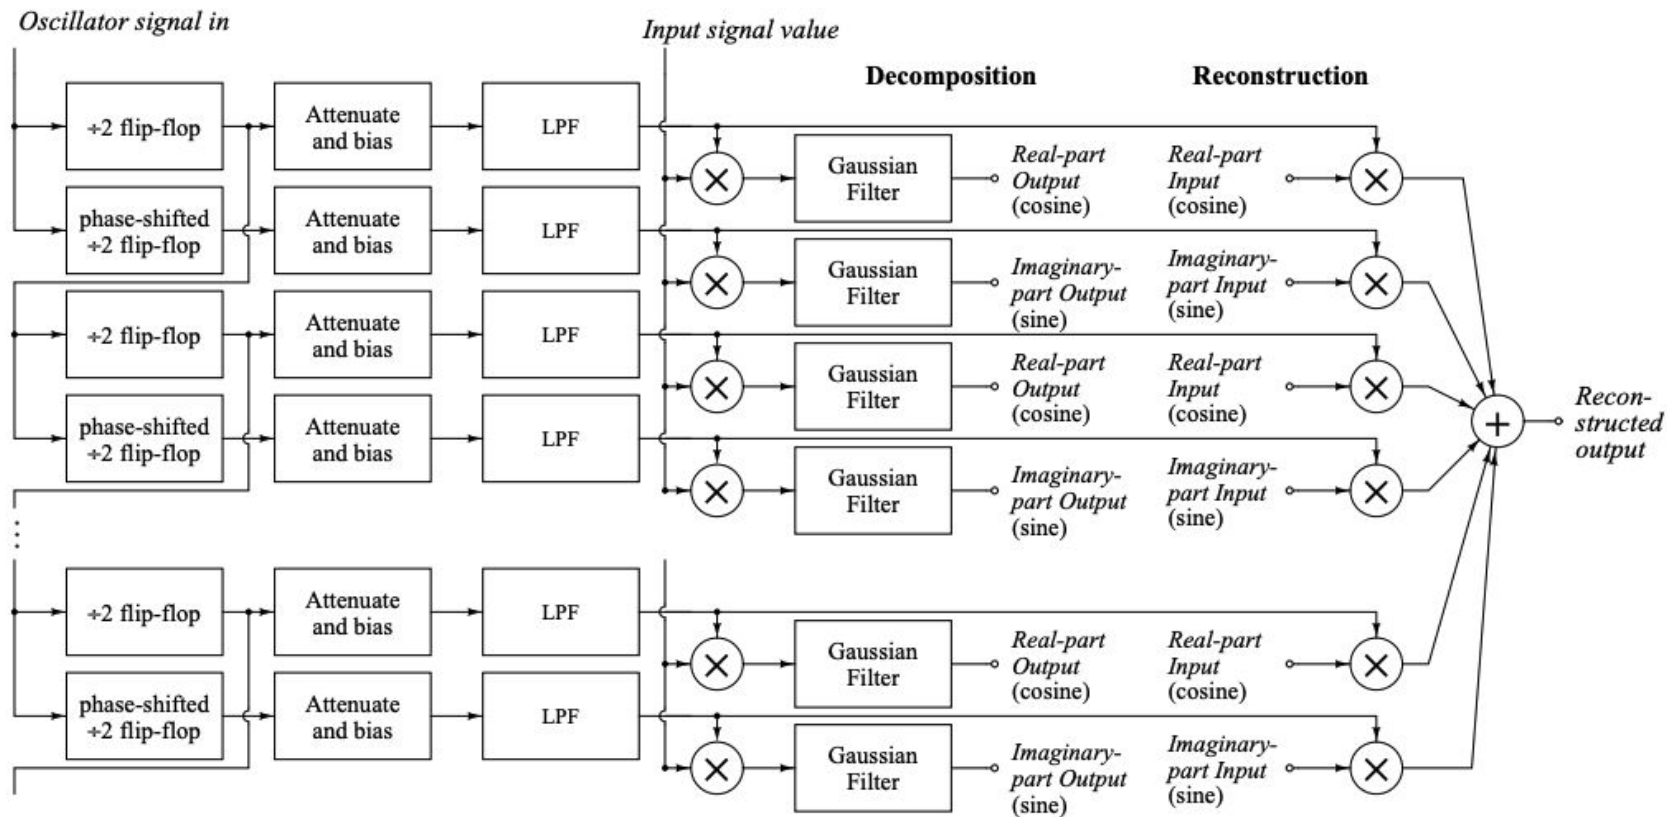 Oscillator signal in
Input signal value
Decomposition
Reconstruction
÷2 flip-flop
Attenuate
and bias
LPF
×
Gaussian
Filter
Real-part
Output
(cosine)
Real-part
Input
(cosine)
×
phase-shifted
÷2 flip-flop
Attenuate
and bias
LPF
×
Gaussian
Filter
Imaginary-
part Output
(sine)
Imaginary-
part Input
(sine)
×
÷2 flip-flop
Attenuate
and bias
LPF
×
Gaussian
Filter
Real-part
Output
(cosine)
Real-part
Input
(cosine)
×
phase-shifted
÷2 flip-flop
Attenuate
and bias
LPF
×
Gaussian
Filter
Imaginary-
part Output
(sine)
Imaginary-
part Input
(sine)
×
+
Recon-
structed
output
÷2 flip-flop
Attenuate
and bias
LPF
×
Gaussian
Filter
Real-part
Output
(cosine)
Real-part
Input
(cosine)
×
phase-shifted
÷2 flip-flop
Attenuate
and bias
LPF
×
Gaussian
Filter
Imaginary-
part Output
(sine)
Imaginary-
part Input
(sine)
×